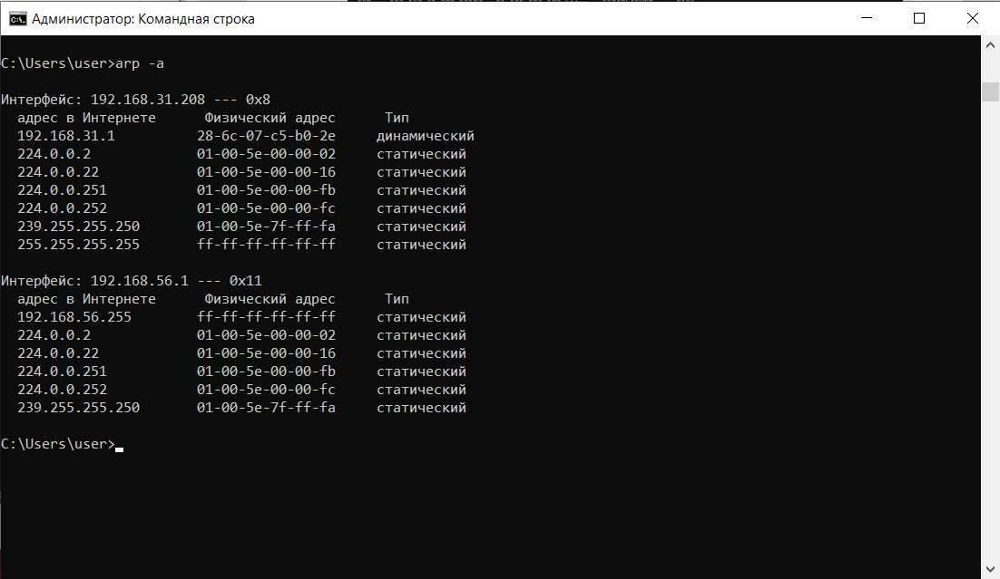 Администратор: Командная строка
C:\Users\user>arp -a
Интерфейс: 192.168.31.208 --- 0x8
адрес в Интернете Физический адрес Тип
192.168.31.1 28-6c-07-c5-b0-2e динамический
224.0.0.2 01-00-5e-00-00-02 статический
224.0.0.22 01-00-5e-00-00-16 статический
224.0.0.251 01-00-5e-00-00-fb статический
224.0.0.252 01-00-5e-00-00-fc статический
239.255.255.250 01-00-5e-7f-ff-fa статический
255.255.255.255 ff-ff-ff-ff-ff-ff статический
Интерфейс: 192.168.56.1 --- 0x11
адрес в Интернете Физический адрес Тип
192.168.56.255 ff-ff-ff-ff-ff-ff статический
224.0.0.2 01-00-5e-00-00-02 статический
224.0.0.22 01-00-5e-00-00-16 статический
224.0.0.251 01-00-5e-00-00-fb статический
224.0.0.252 01-00-5e-00-00-fc статический
239.255.255.250 01-00-5e-7f-ff-fa статический
C:\Users\user>